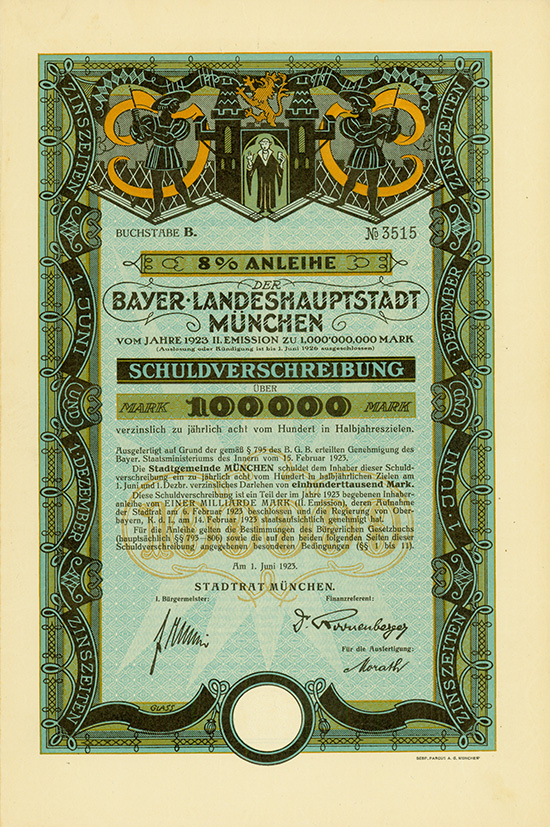 ZINSZEITEN
ZINSZEITEN
BUCHSTABE B.
№ 3515
8% ANLEIHE
DER
BAYER. LANDESHAUPTSTADT
MÜNCHEN
VOM JAHRE 1923 II. EMISSION ZU 1,000'000,000 MARK
(Auslosung oder Kündigung ist bis 1. Juni 1926 ausgeschlossen)
SCHULDVERSCHREIBUNG
ÜBER
MARK 100000 MARK
verzinslich zu jährlich acht vom Hundert in Halbjahreszielen.
Ausgefertigt auf Grund der gemäß § 795 des B. G. B. erteilten Genehmigung des
Bayer. Staatsministeriums des Innern vom 15. Februar 1923.
Die Stadtgemeinde MÜNCHEN schuldet dem Inhaber dieser Schuld-
verschreibung ein zu jährlich acht vom Hundert in halbjährlichen Zielen am
1. Juni und 1. Dezbr. verzinsliches Darlehen von einhunderttausend Mark.
Diese Schuldverschreibung ist ein Teil der im Jahre 1923 begebenen Inhaber-
anleihe von EINER MILLIARDE MARK (II. Emission), deren Aufnahme
der Stadtrat am 6. Februar 1923 beschlossen und die Regierung von Ober-
bayern, K. d. I., am 14. Februar 1923 staatsaufsichtlich genehmigt hat.
Für die Anleihe gelten die Bestimmungen des Bürgerlichen Gesetzbuchs
(hauptsächlich §§ 793–806) sowie die auf den beiden folgenden Seiten dieser
Schuldverschreibung angegebenen besonderen Bedingungen (§§ 1 bis 11).
Am 1. Juni 1923.
STADTRAT MÜNCHEN.
I. Bürgermeister:
Finanzreferent:
Für die Ausfertigung:
Morath
GLASS
1. JUNI
UND
1. DEZBR
ZINSZEITEN
1. DEZEMBER
UND
1. JUNI
ZINSZEITEN